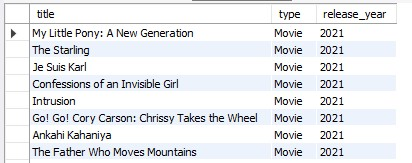 title type release_year
My Little Pony: A New Generation Movie 2021
The Starling Movie 2021
Je Suis Karl Movie 2021
Confessions of an Invisible Girl Movie 2021
Intrusion Movie 2021
Go! Go! Cory Carson: Chrissy Takes the Wheel Movie 2021
Ankahi Kahaniya Movie 2021
The Father Who Moves Mountains Movie 2021